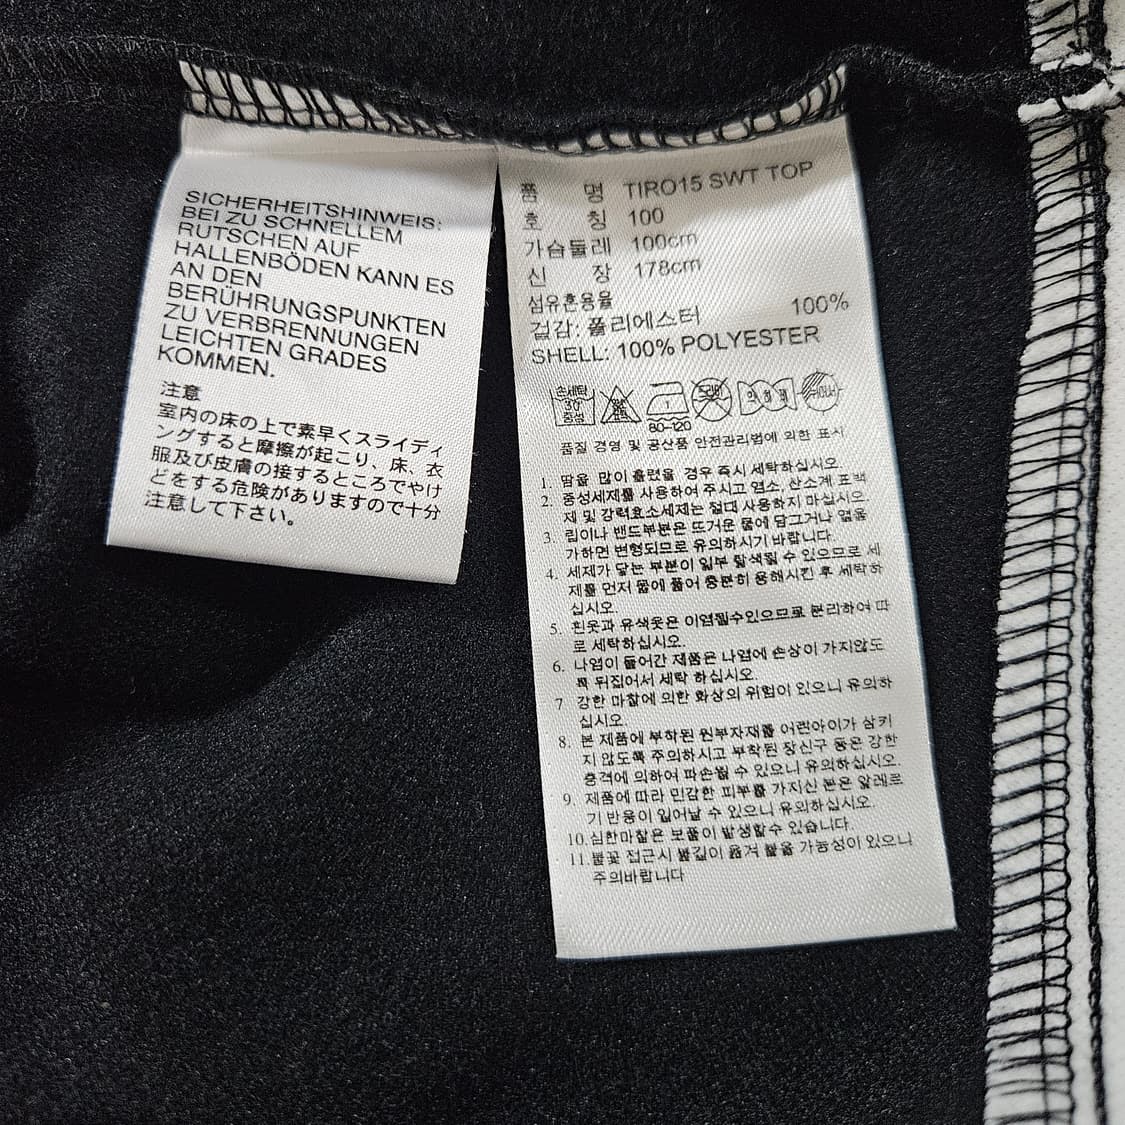 SICHERHEITSHINWEIS:
BEI ZU SCHNELLEM
RUTSCHEN AUF
HALLENBÖDEN KANN ES
AN DEN
BERÜHRUNGSPUNKTEN
ZU VERBRENNUNGEN
LEICHTEN GRADES
KOMMEN.
注意
室内の床の上で素早くスライディ
ングすると摩擦が起こり、床、衣
服及び皮膚の接するところでやけ
どをする危険がありますので十分
注意して下さい。
품 명 TIRO15 SWT TOP
호 칭 100
가슴둘레 100cm
신 장 178cm
섬유혼용율
겉감: 폴리에스터 100%
SHELL: 100% POLYESTER
손세탁
30
중성
80-120
드라이
품질 경영 및 공산품 안전관리법에 의한 표시
1. 땀을 많이 흘렸을 경우 즉시 세탁하십시오.
2. 중성세제를 사용하여 주시고 염소, 산소계 표백
제 및 강력효소세제는 절대 사용하지 마십시오
3. 립이나 밴드부분은 뜨거운 물에 담그거나 열을
가하면 변형되므로 유의하시기 바랍니다.
4. 세제가 닿는 부분이 일부 탈색될 수 있으므로 세
제를 먼저 물에 풀어 충분히 용해시킨 후 세탁하
십시오.
5. 흰옷과 유색옷은 이염될수있으므로 분리하여 따
로 세탁하십시오.
6. 나염이 들어간 제품은 나염에 손상이 가지않도
록 뒤집어서 세탁 하십시오.
7 강한 마찰에 의한 화상의 위험이 있으니 유의하
십시오
8. 본 제품에 부착된 원부자재를 어린아이가 삼키
지 않도록 주의하시고 부착된 장신구 등은 강한
충격에 의하여 파손될 수 있으니 유의하십시오.
9. 제품에 따라 민감한 피부를 가지신 분은 알레르
기 반응이 일어날 수 있으니 유의하십시오.
10. 심한마찰은 보풀이 발생할수 있습니다.
11. 불꽃 접근시 불길이 옮겨 붙을 가능성이 있으니
주의바랍니다